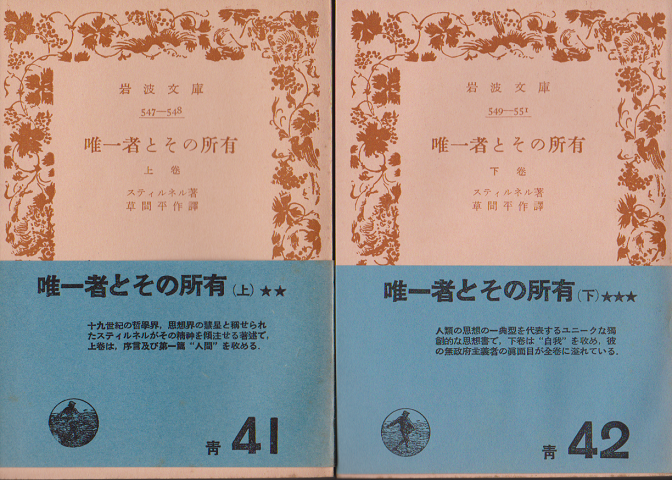 岩波文庫
547—548
唯一者とその所有
上巻
スティルネル著
草間平作譯
唯一者とその所有(上)★★
十九世紀の哲學界，思想界の彗星と稱せられ
たスティルネルがその精神を傾注せる著述で，
上巻は，序言及び第一篇“人間”を收める．
靑 41
岩波文庫
549—551
唯一者とその所有
下巻
スティルネル著
草間平作譯
唯一者とその所有(下)★★★
人類の思想の一典型を代表するユニークな獨
創的な思想書で，下巻は“自我”を收め，彼
の無政府主義者の眞面目が全巻に溢れている．
靑 42